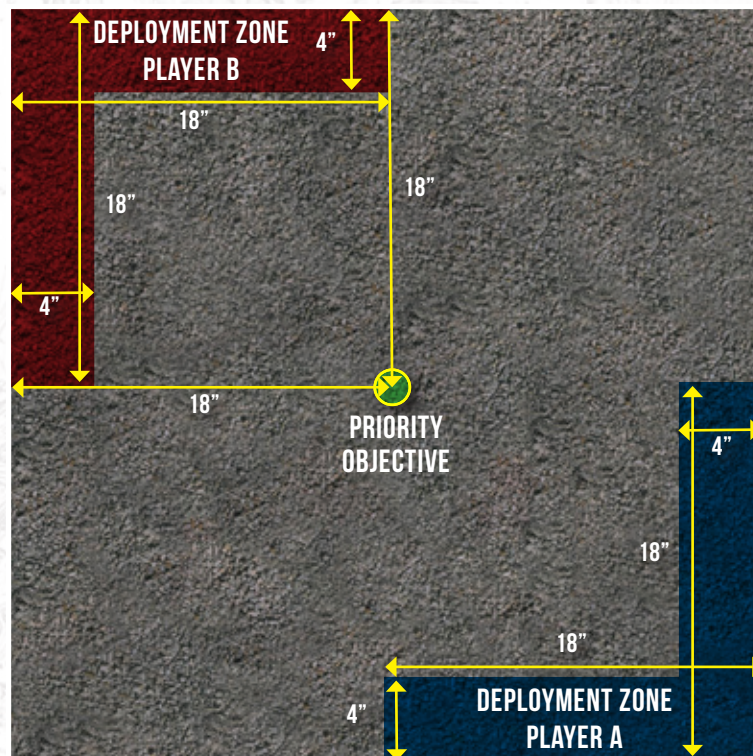 DEPLOYMENT ZONE
PLAYER B
4”
18”
18”
18”
4”
18”
PRIORITY
OBJECTIVE
4”
18”
18”
4”
DEPLOYMENT ZONE
PLAYER A